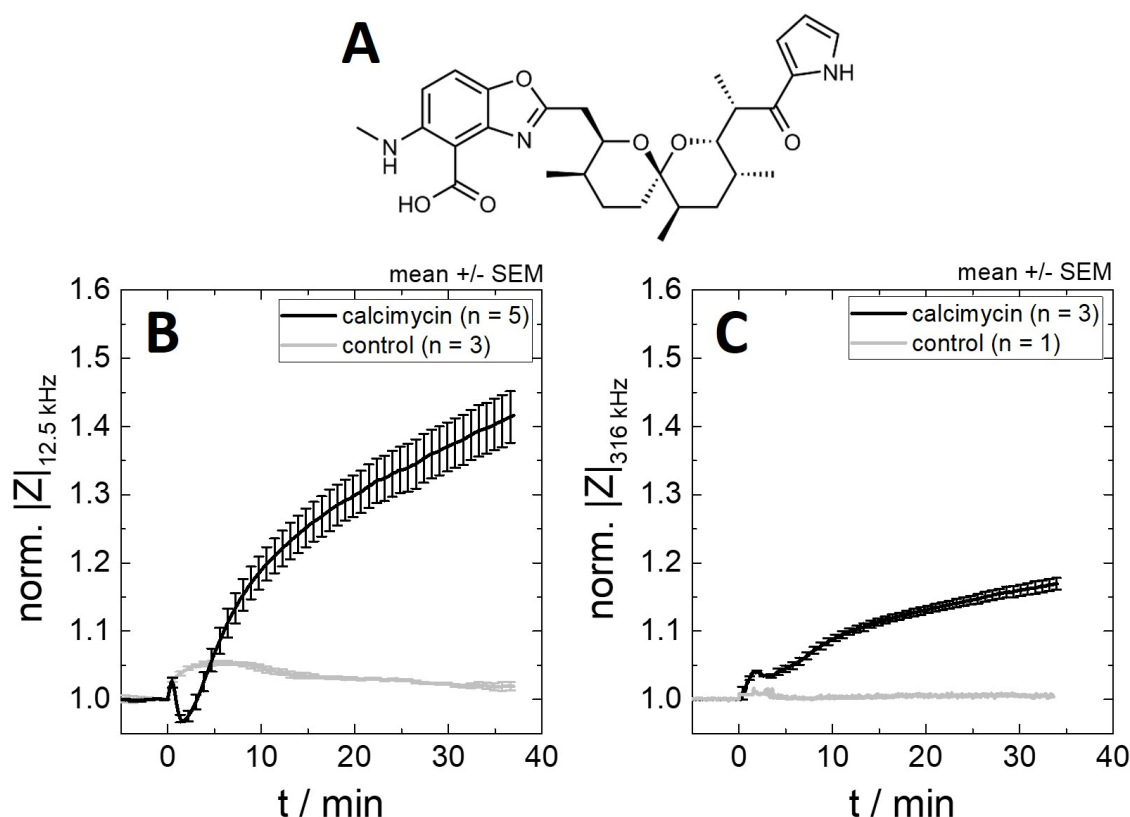 A
O
N
N
H
HO
O
O
O
O
NH
mean +/- SEM
B
calcimycin (n = 5)
control (n = 3)
norm. |Z|12.5 kHz
1.6
1.5
1.4
1.3
1.2
1.1
1.0
0
10
20
30
40
t / min
mean +/- SEM
C
calcimycin (n = 3)
control (n = 1)
norm. |Z|316 kHz
1.6
1.5
1.4
1.3
1.2
1.1
1.0
0
10
20
30
40
t / min